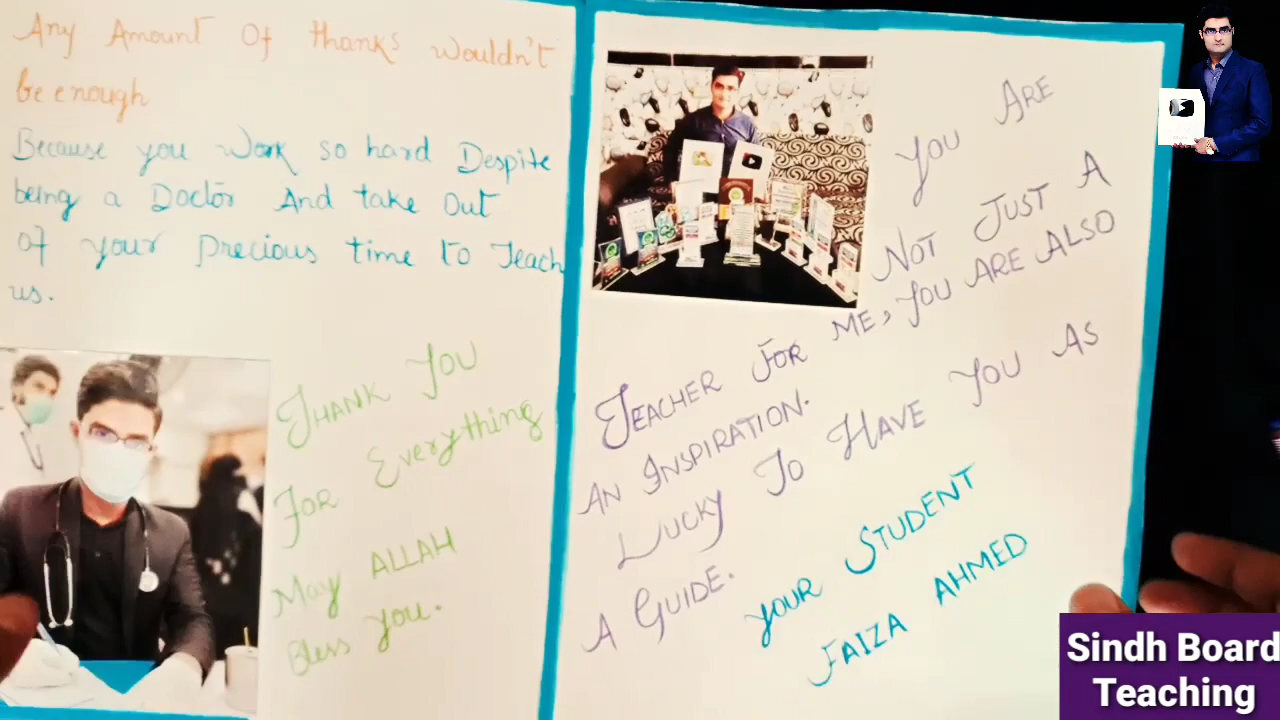 Any Amount Of thanks Wouldn't
be enough
Because you Work so hard Despite
being a Doctor And take Out
Of your Precious time to Teach
us.
THANK YOU
FOR Everything
May ALLAH
Bless you.
YOU ARE
NOT JUST A
TEACHER FOR ME, YOU ARE ALSO
AN INSPIRATION.
LUCKY TO HAVE YOU AS
A GUIDE.
YOUR STUDENT
FAIZA AHMED
Sindh Board
Teaching